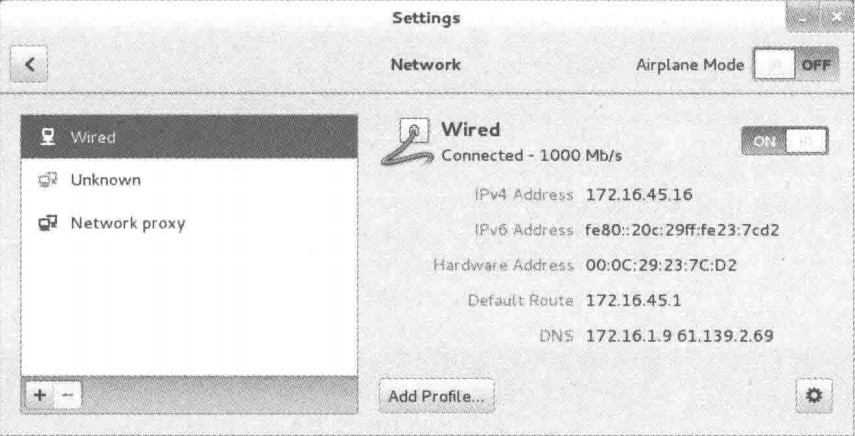 Settings
Network
Airplane Mode OFF
Wired
Unknown
Network proxy
Wired
Connected - 1000 Mb/s
ON
IPv4 Address 172.16.45.16
IPv6 Address fe80::20c:29ff:fe23:7cd2
Hardware Address 00:0C:29:23:7C:D2
Default Route 172.16.45.1
DNS 172.16.1.9 61.139.2.69
Add Profile...